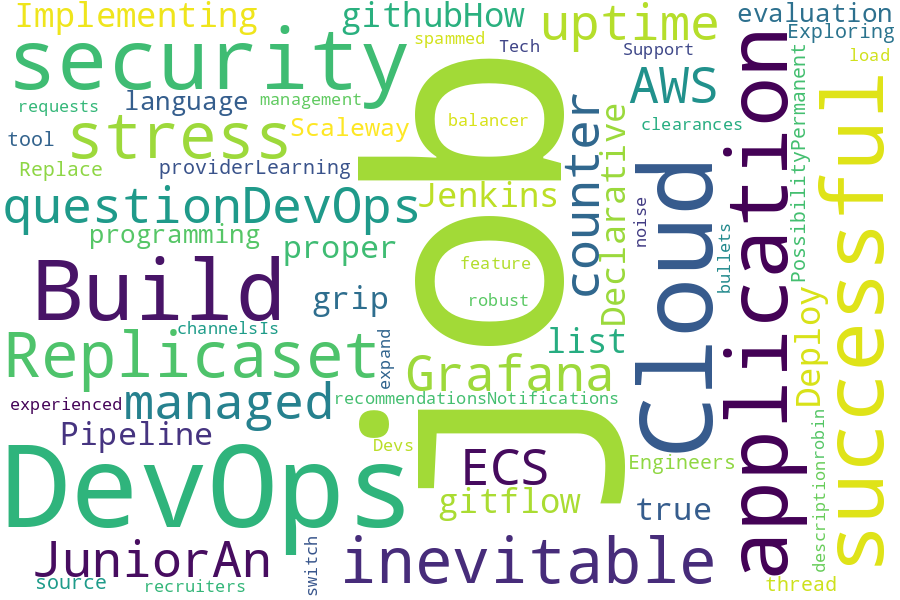 Implementing
githubHow
uptime
evaluation
Exploring
security
spammed
Tech
Support
load
requests
language
management
AWS
tool
stress
Scaleway
balancer
clearances
Replace
providerLearning
job
counter
Declarative
Cloud
application
PossibilityPermanent
successful
questionDevOps
Jenkins
noise
bullets
programming
proper
feature
Build
grip
robust
channelsIs
list
Deploy
Replicaset
expand
Grafana
experienced
managed
recommendationsNotifications
Pipeline
Devs
ECS
Engineers
descriptionrobin
DevOps
gitflow
true
JuniorAn
switch
inevitable
source
recruiters
thread